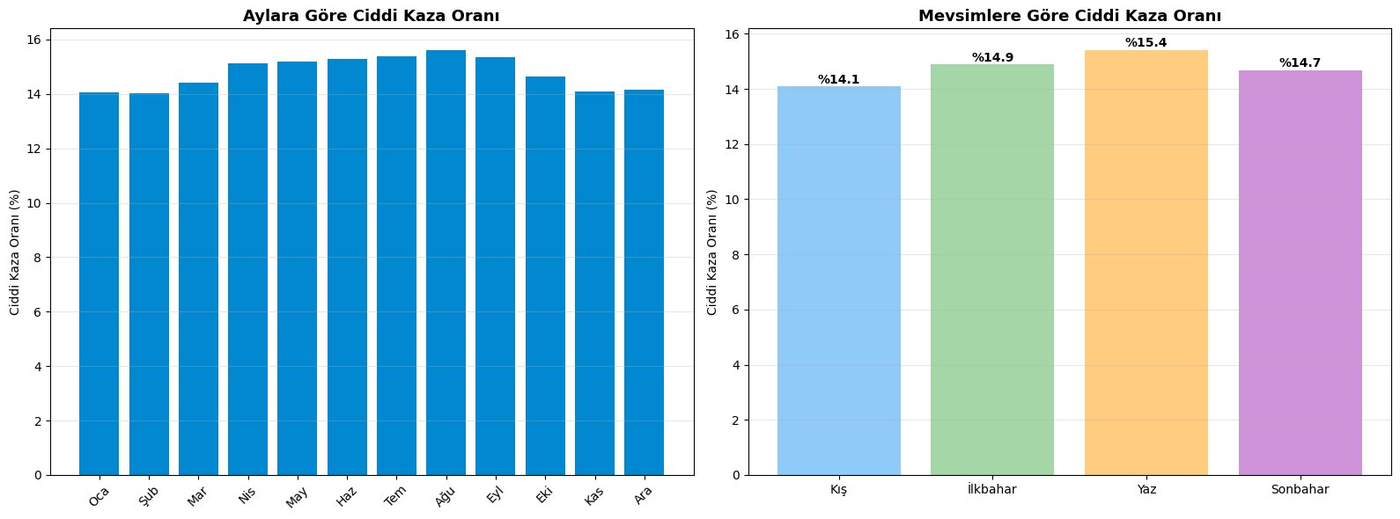 Aylara Göre Ciddi Kaza Oranı
Ciddi Kaza Oranı (%)
16
14
12
10
8
6
4
2
0
Oca Şub Mar Nis May Haz Tem Ağu Eyl Eki Kas Ara
Mevsimlere Göre Ciddi Kaza Oranı
Ciddi Kaza Oranı (%)
16
14
12
10
8
6
4
2
0
%14.1 %14.9 %15.4 %14.7
Kış İlkbahar Yaz Sonbahar